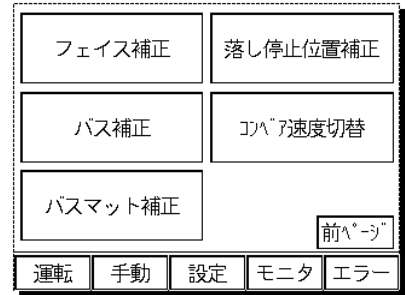 フェイス補正
落し停止位置補正
バス補正
ｺﾝﾍﾞｱ速度切替
バスマット補正
前ﾍﾟｰｼﾞ
運転
手動
設定
モニタ
エラー